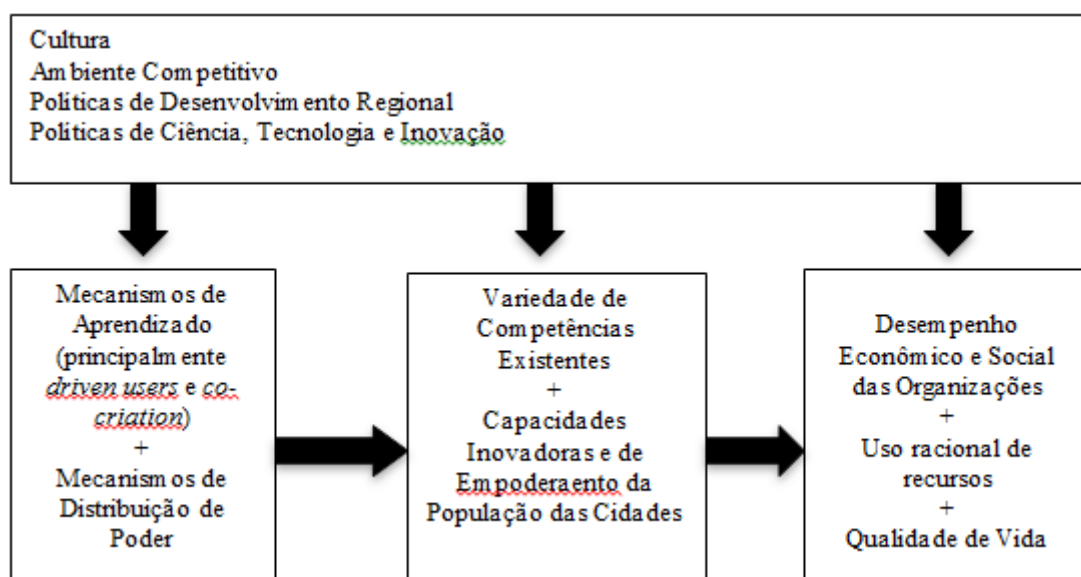 Cultura
Ambiente Competitivo
Políticas de Desenvolvimento Regional
Políticas de Ciência, Tecnologia e Inovação
Mecanismos de
Aprendizado
(principalmente
driven users e co-
criation)
+
Mecanismos de
Distribuição de
Poder
Variedade de
Competências
Existentes
+
Capacidades
Inovadoras e de
Empoderaento da
População das Cidades
Desempenho
Econômico e Social
das Organizações
+
Uso racional de
recursos
+
Qualidade de Vida